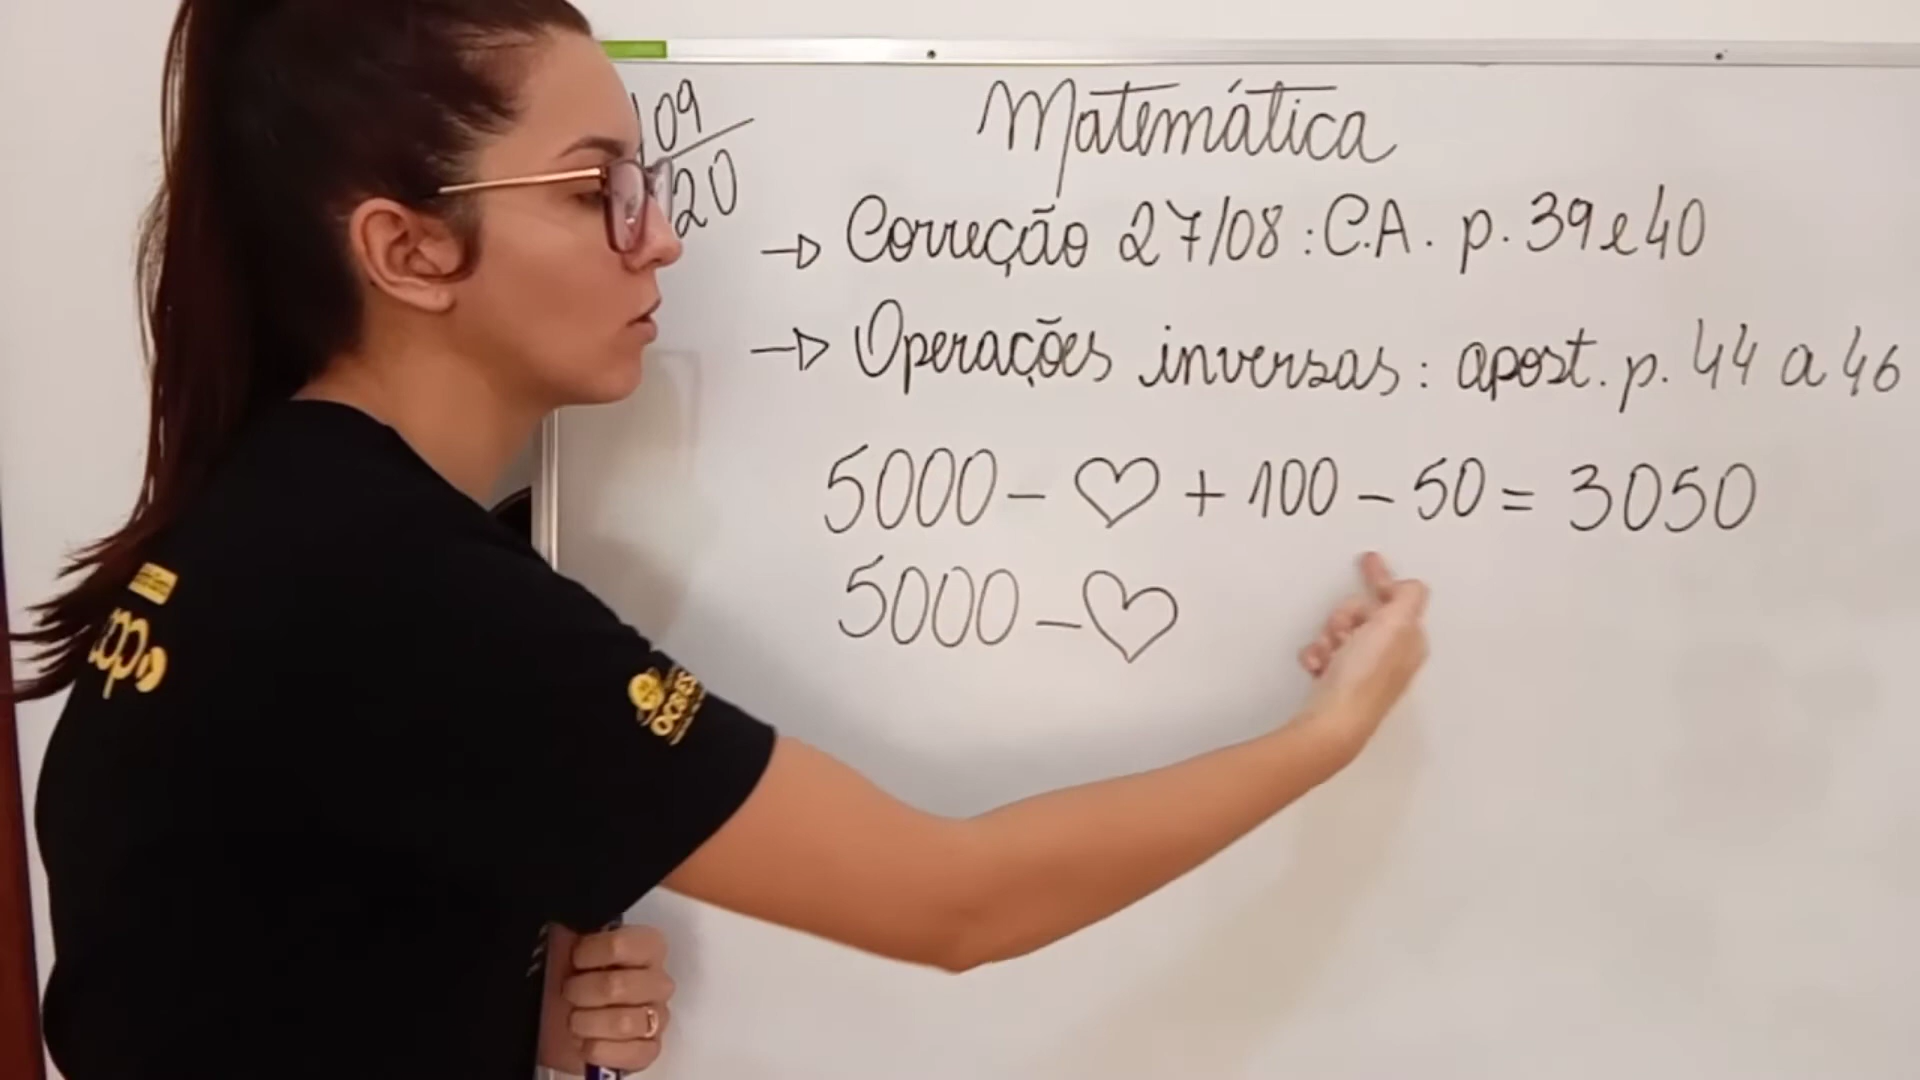 09
20
Matemática
→ Correção 27/08 : C.A. p. 39 e 40
→ Operações inversas : apost. p. 44 a 46
5000 - ♡ + 100 - 50 = 3050
5000 - ♡